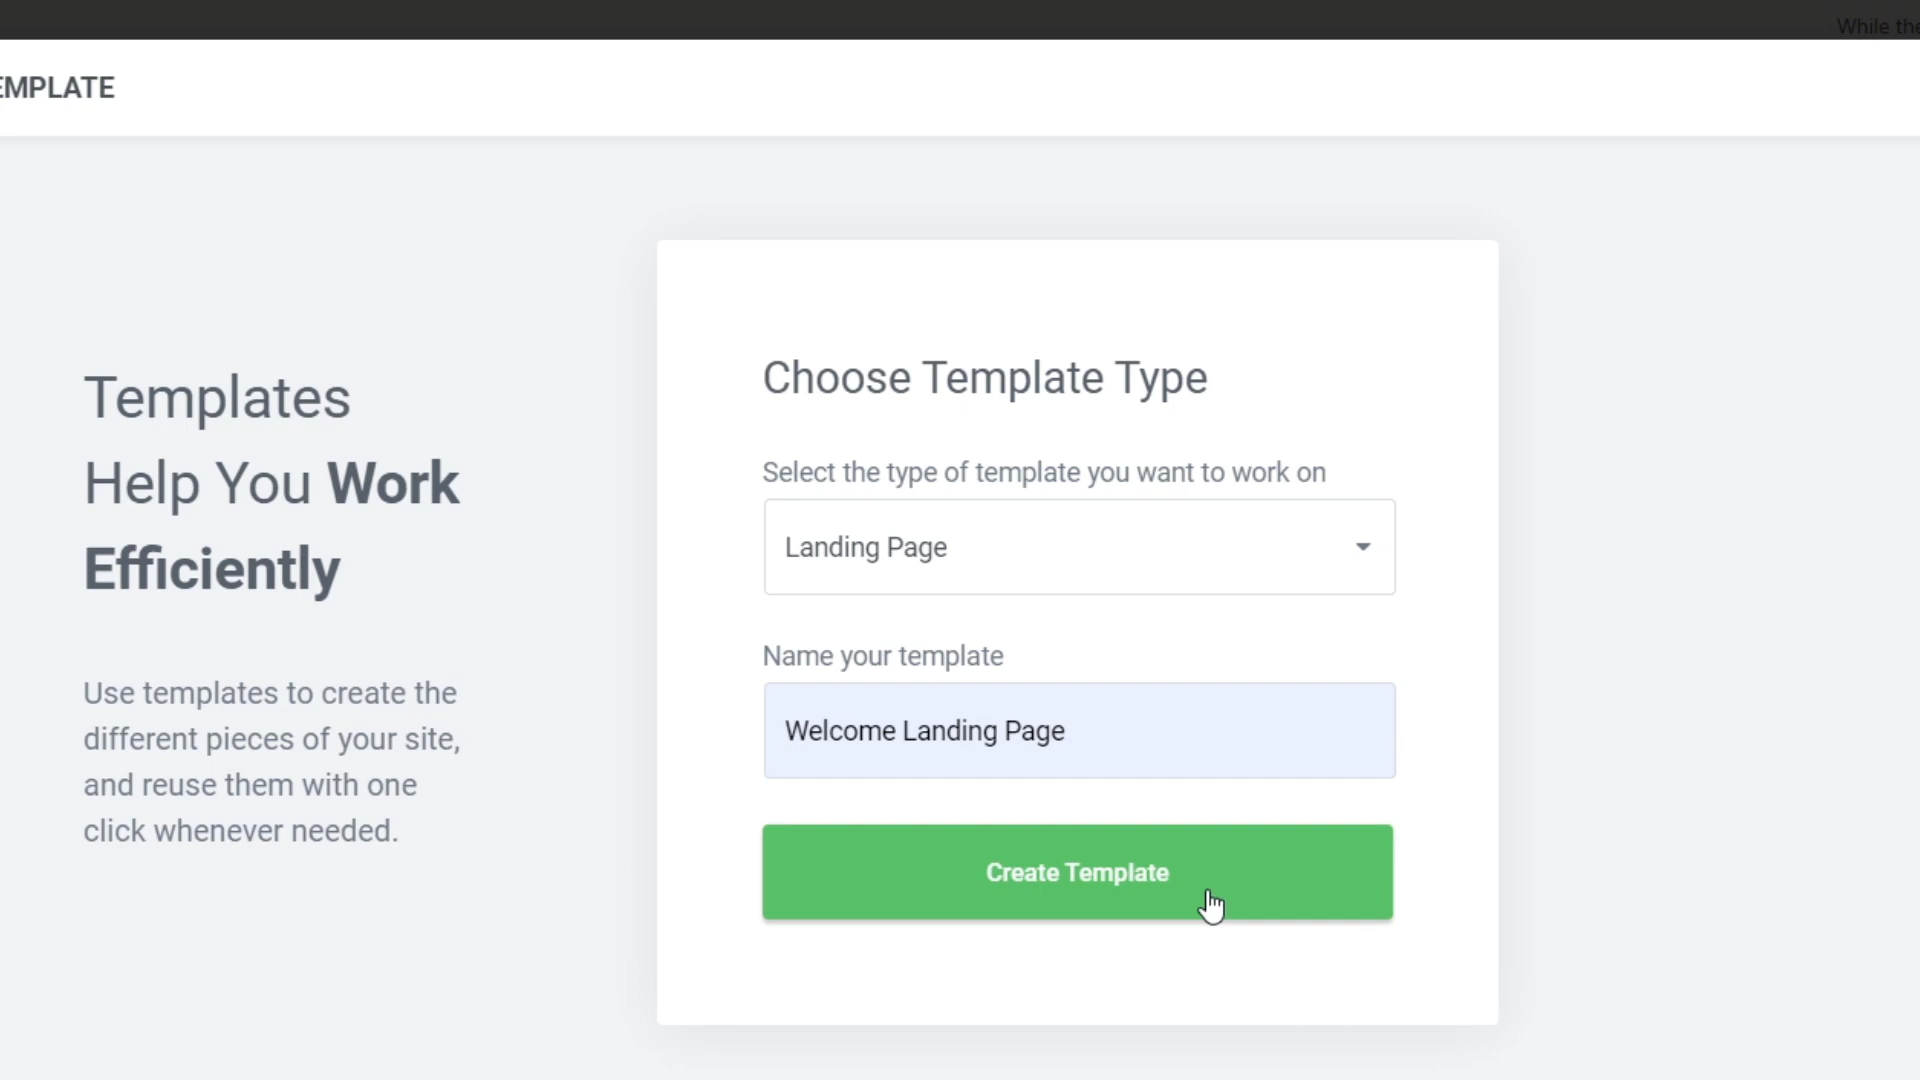 While the
EMPLATE
Templates
Help You Work
Efficiently
Use templates to create the
different pieces of your site,
and reuse them with one
click whenever needed.
Choose Template Type
Select the type of template you want to work on
Landing Page
Name your template
Welcome Landing Page
Create Template